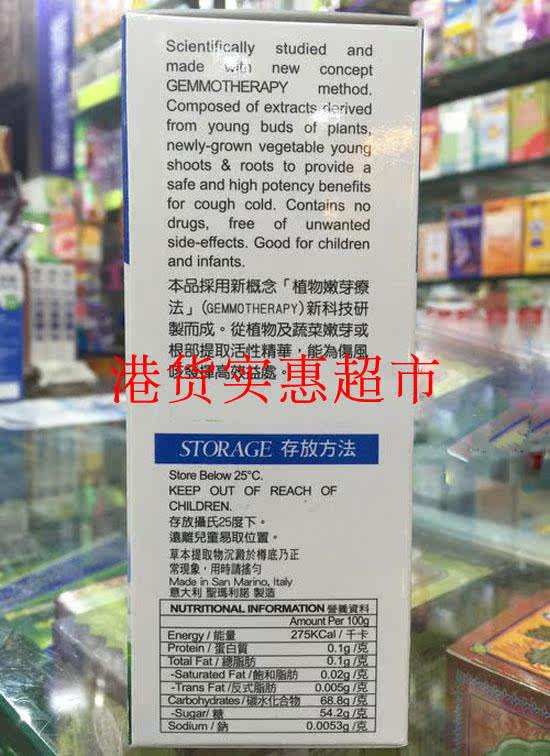 Scientifically studied and
made with new concept
GEMMOTHERAPY method.
Composed of extracts derived
from young buds of plants,
newly-grown vegetable young
shoots & roots to provide a
safe and high potency benefits
for cough cold. Contains no
drugs, free of unwanted
side-effects. Good for children
and infants.
本品採用新概念「植物嫩芽療
法」(GEMMOTHERAPY)新科技研
製而成。從植物及蔬菜嫩芽或
根部提取活性精華，能為傷風
發揮高效益處。
港货实惠超市
STORAGE 存放方法
Store Below 25°C.
KEEP OUT OF REACH OF
CHILDREN.
存放攝氏25度下。
遠離兒童易取位置。
草本提取物沉澱於樽底乃正
常現象，用時請搖勻
Made in San Marino, Italy
意大利 聖瑪利諾 製造
NUTRITIONAL INFORMATION 營養資料
Amount Per 100g
Energy / 能量 275KCal / 千卡
Protein / 蛋白質 0.1g /克
Total Fat / 總脂肪 0.1g /克
-Saturated Fat /飽和脂肪 0.02g /克
-Trans Fat /反式脂肪 0.005g /克
Carbohydrates /碳水化合物 68.8g /克
-Sugar/ 糖 54.2g /克
Sodium / 鈉 0.0053g /克